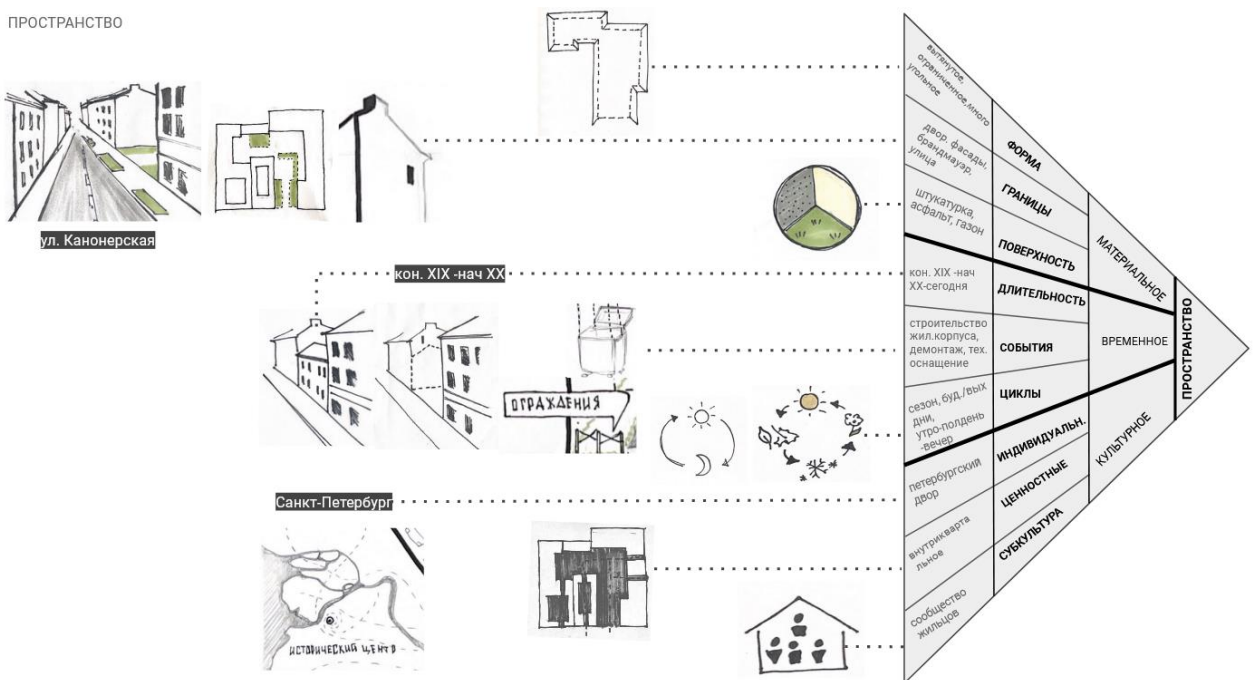 ПРОСТРАНСТВО
ул. Канонерская
кон. XIX -нач XX
ОГРАЖДЕНИЯ
Санкт-Петербург
ИСТОРИЧЕСКИЙ ЦЕНТР
вытянутое,
ограниченное,много
угольное
ФОРМА
двор. фасады.
брандмауэр,
улица
ГРАНИЦЫ
штукатурка,
асфальт, газон
ПОВЕРХНОСТЬ
МАТЕРИАЛЬНОЕ
кон. XIX -нач
XX-сегодня
ДЛИТЕЛЬНОСТЬ
строительство
жил.корпуса,
демонтаж, тех.
оснащение
СОБЫТИЯ
сезон, буд./вых
дни,
утро-полдень
-вечер
ЦИКЛЫ
ВРЕМЕННОЕ
петербургский
двор
ИНДИВИДУАЛЬН.
внутрикварта
льное
ЦЕННОСТНЫЕ
сообщество
жильцов
СУБКУЛЬТУРА
КУЛЬТУРНОЕ
ПРОСТРАНСТВО